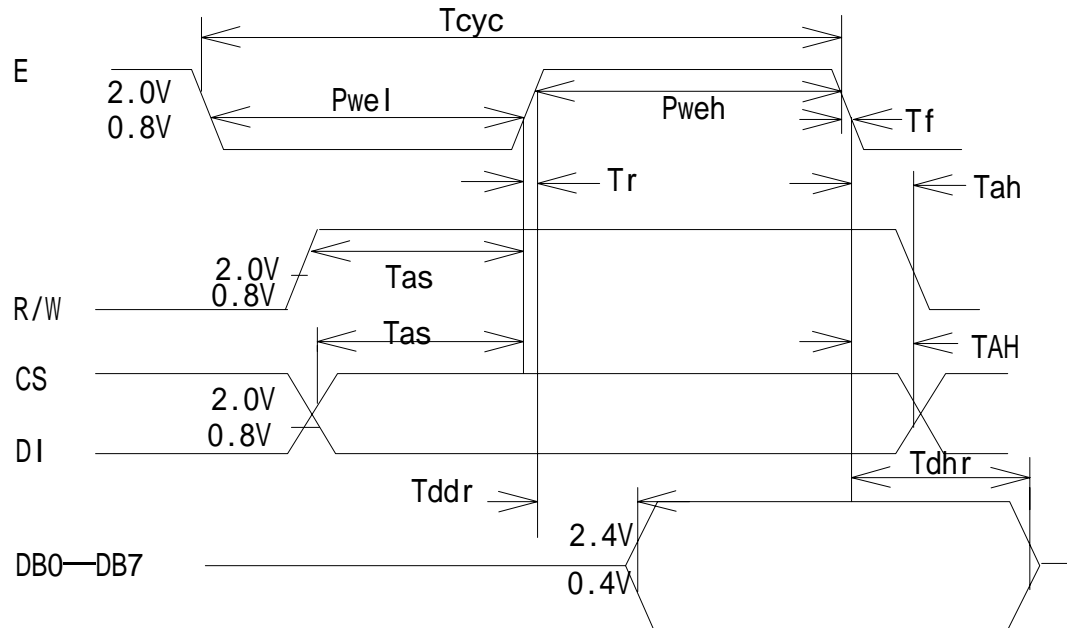 Tcyc
E
2.0V
0.8V
Pwel
Pweh
Tf
Tr
Tah
2.0V
0.8V
Tas
R/W
Tas
TAH
CS
2.0V
0.8V
DI
Tdhr
Tddr
2.4V
DB0—DB7
0.4V